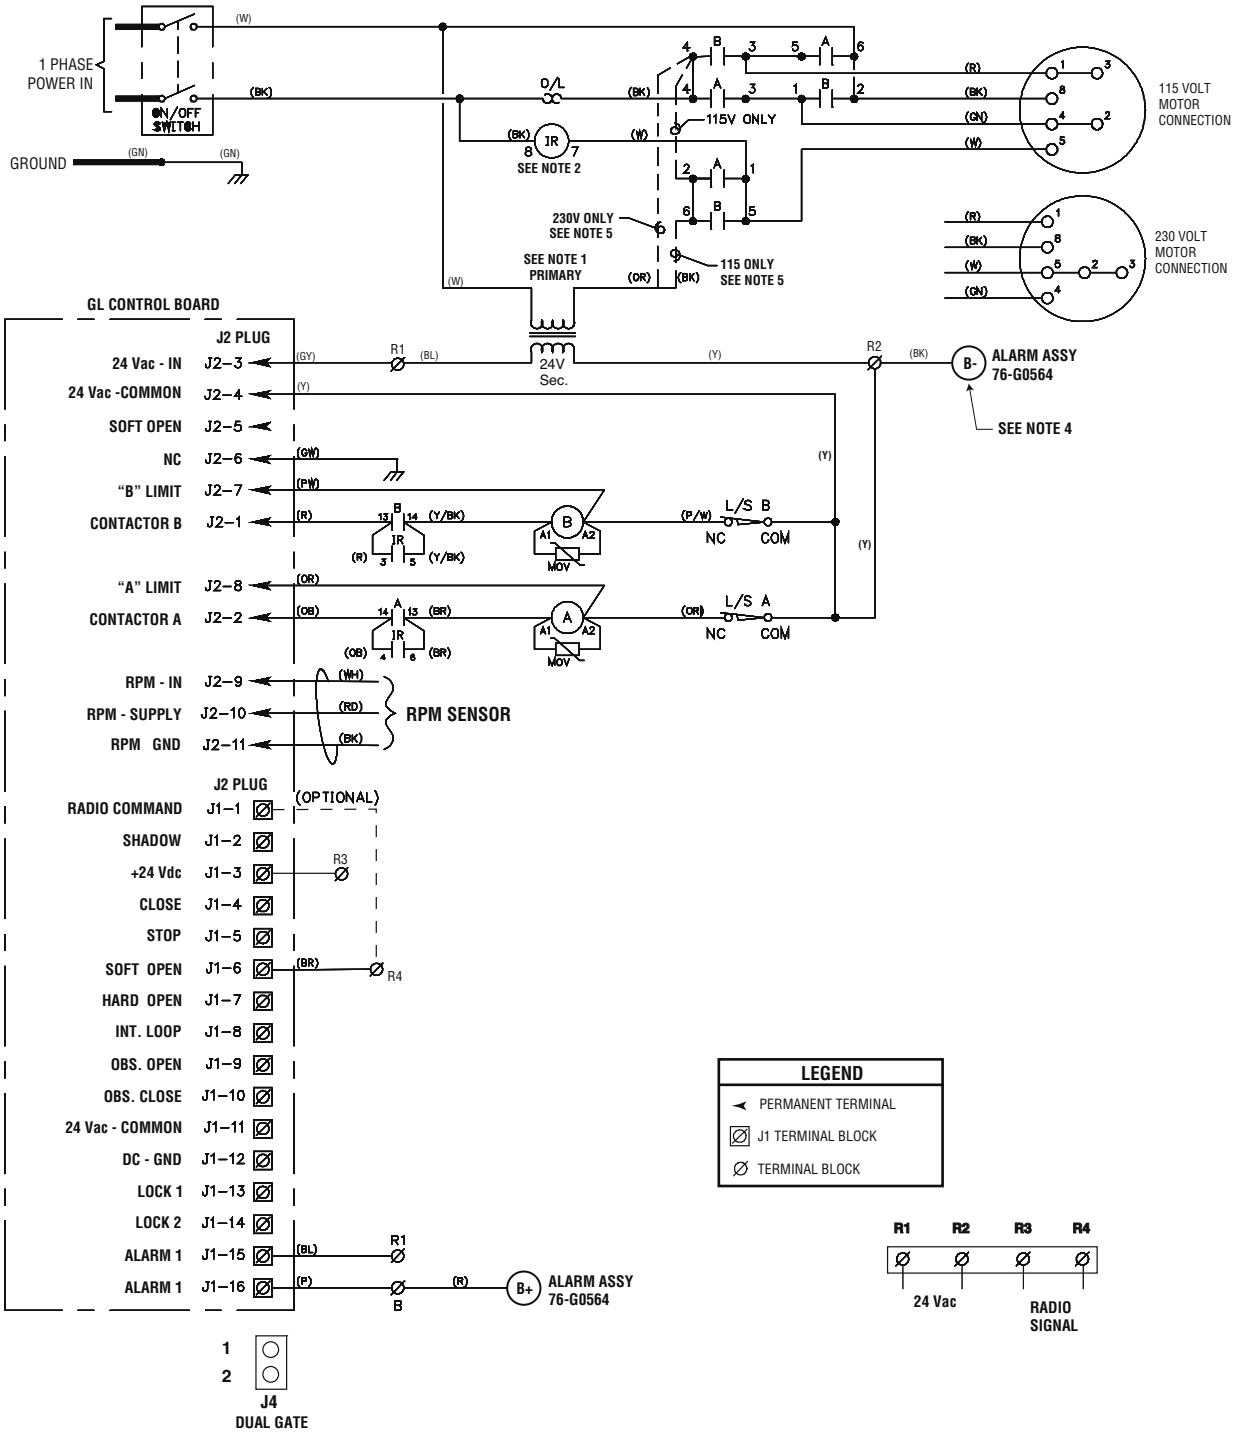 (W)
1 PHASE
POWER IN
ON/OFF
SWITCH
(BK)
O/L
(BK)
4 B 3 5 A 6
4 A 3 1 B 2
115V ONLY
(R)
(BK)
(GN)
(W)
1 3
8
4 2
5
115 VOLT
MOTOR
CONNECTION
GROUND
(GN)
(GN)
(BK)
8 IR 7
(W)
SEE NOTE 2
2 A 1
6 B 5
230V ONLY
SEE NOTE 5
115 ONLY
SEE NOTE 5
SEE NOTE 1
PRIMARY
(OR)
(BK)
(W)
(R)
(BK)
(W)
(GN)
1
8
5 2 3
4
230 VOLT
MOTOR
CONNECTION
GL CONTROL BOARD
J2 PLUG
24 Vac - IN J2-3 (GY) R1 (BL)
24V
Sec.
(Y) R2 (BK) B-
ALARM ASSY
76-G0564
SEE NOTE 4
24 Vac -COMMON J2-4 (Y)
SOFT OPEN J2-5
NC J2-6 (GW)
(Y)
"B" LIMIT J2-7 (PW)
CONTACTOR B J2-1 (R) 13 B 14 (Y/BK) B (P/W) L/S B
A1 A2
NC COM
(R) 3 IR 5 (Y/BK)
MOV
(Y)
"A" LIMIT J2-8 (OR)
CONTACTOR A J2-2 (OB) 14 A 13 (BR) A (OR) L/S A
A1 A2
NC COM
(OB) 4 IR 6 (BR)
MOV
RPM - IN J2-9 (WH)
RPM - SUPPLY J2-10 (RD)
RPM SENSOR
RPM GND J2-11 (BK)
J2 PLUG
(OPTIONAL)
RADIO COMMAND J1-1
SHADOW J1-2
+24 Vdc J1-3 R3
CLOSE J1-4
STOP J1-5
SOFT OPEN J1-6 (BR) R4
HARD OPEN J1-7
INT. LOOP J1-8
OBS. OPEN J1-9
OBS. CLOSE J1-10
24 Vac - COMMON J1-11
DC - GND J1-12
LOCK 1 J1-13
LOCK 2 J1-14
ALARM 1 J1-15 (BL) R1
ALARM 1 J1-16 (P) B (R) B+
ALARM ASSY
76-G0564
LEGEND
PERMANENT TERMINAL
J1 TERMINAL BLOCK
TERMINAL BLOCK
R1 R2 R3 R4
24 Vac
RADIO
SIGNAL
1
2
J4
DUAL GATE